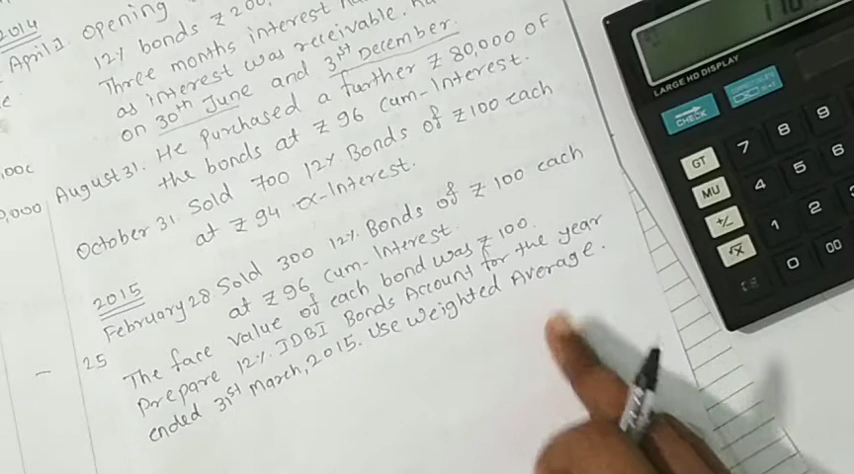 2014
April 1. opening
12% bonds ₹200,
Three months interest
as interest was receivable.
on 30th June and 31st December.
August 31. He purchased a further ₹ 80,000 OF
the bonds at ₹ 96 cum-Interest.
October 31. Sold 700 12% Bonds of ₹100 each
at ₹ 94 ex-Interest.
2015
February 28 Sold 300 12% Bonds of ₹ 100 each
at ₹96 cum-Interest.
The face value of each bond was ₹ 100.
Prepare 12% IDBI Bonds Account for the year
ended 31st March, 2015. Use Weighted Average.
25
LARGE HD DISPLAY
CHECK
GT
7
8
9
MU
4
5
6
+/-
1
2
√x
0
00